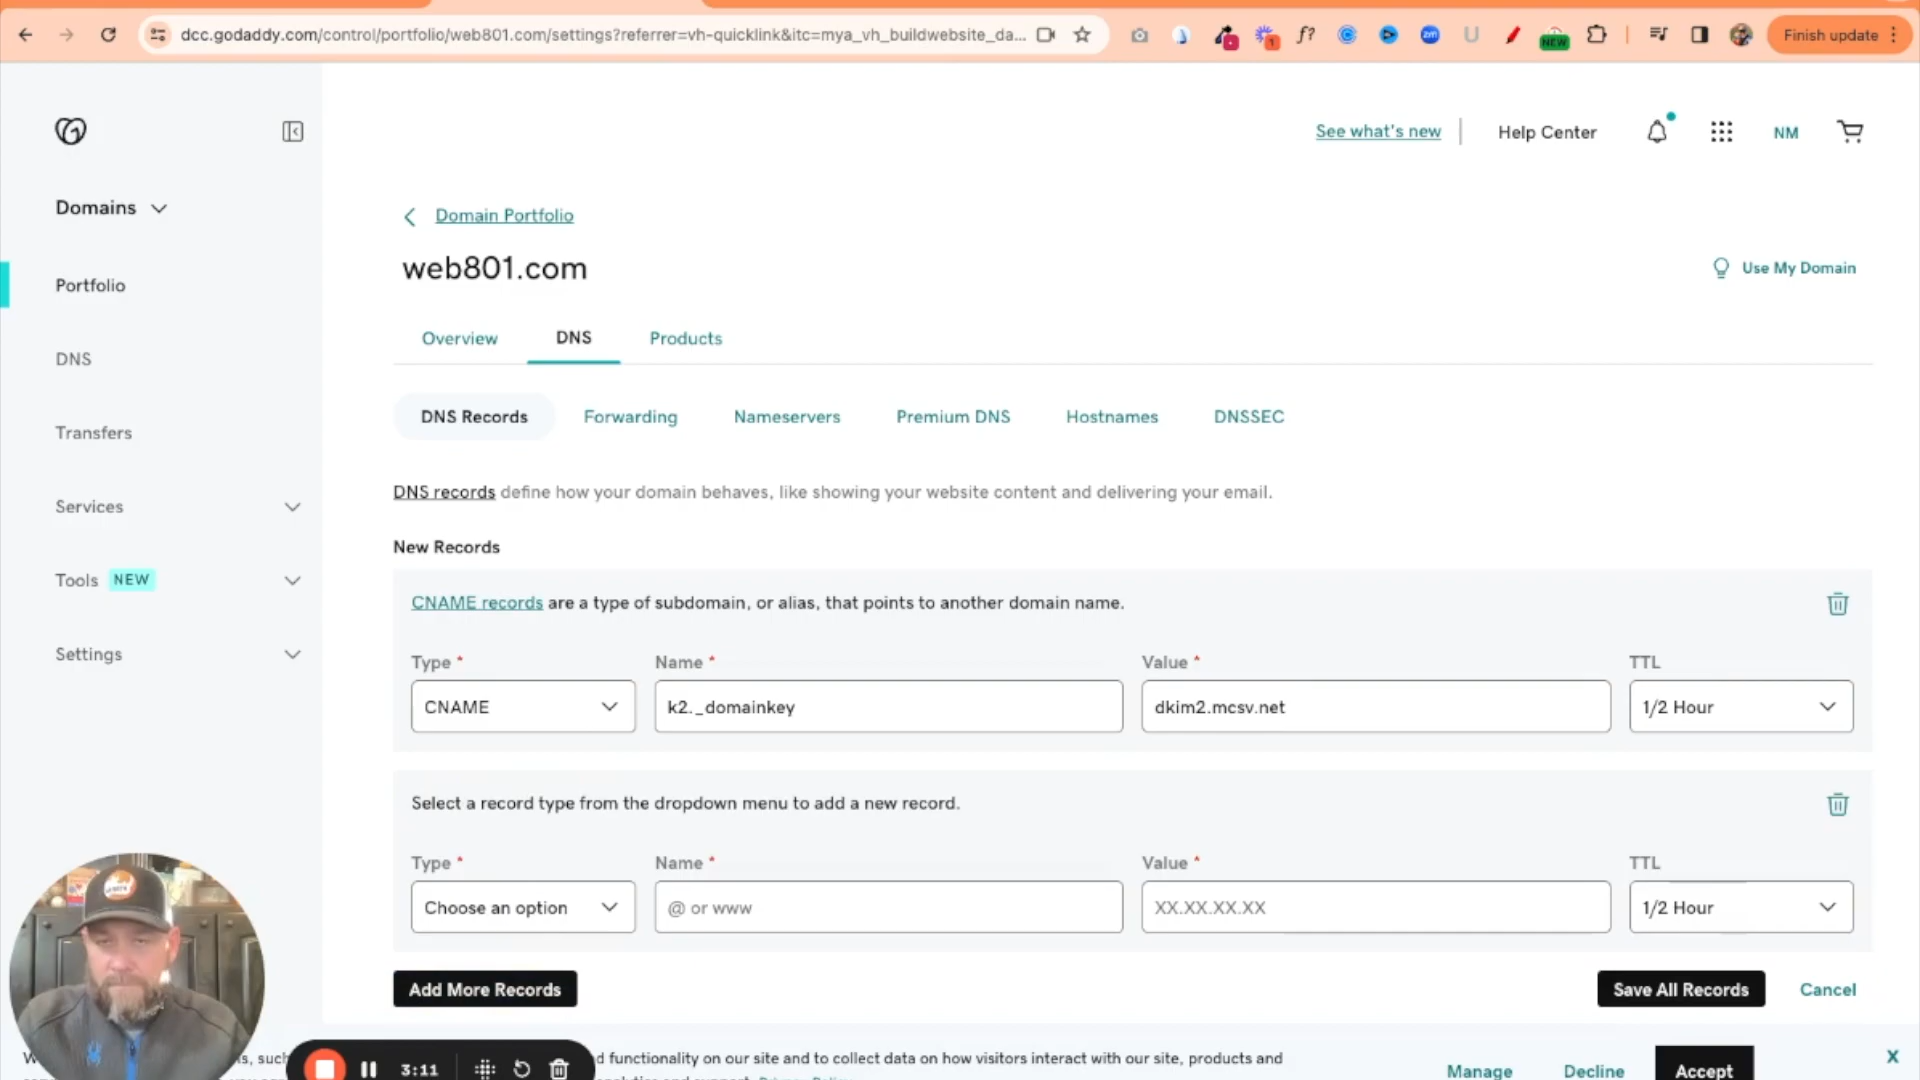 dcc.godaddy.com/control/portfolio/web801.com/settings?referrer=vh-quicklink&itc=mya_vh_buildwebsite_da...
f?
zm
U
NEW
Finish update
See what's new
Help Center
NM
Domains
Portfolio
DNS
Transfers
Services
Tools NEW
Settings
Domain Portfolio
web801.com
Use My Domain
Overview DNS Products
DNS Records Forwarding Nameservers Premium DNS Hostnames DNSSEC
DNS records define how your domain behaves, like showing your website content and delivering your email.
New Records
CNAME records are a type of subdomain, or alias, that points to another domain name.
Type * Name * Value * TTL
CNAME k2._domainkey dkim2.mcsv.net 1/2 Hour
Select a record type from the dropdown menu to add a new record.
Type * Name * Value * TTL
Choose an option @ or www XX.XX.XX.XX 1/2 Hour
Add More Records Save All Records Cancel
d functionality on our site and to collect data on how visitors interact with our site, products and
X
3:11
Manage Decline Accept